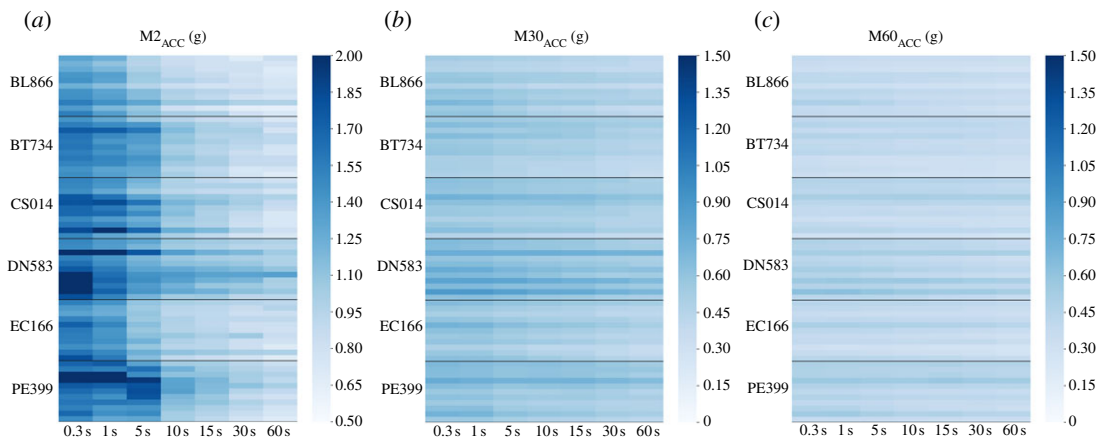 (a) M2ACC (g)
BL866
BT734
CS014
DN583
EC166
PE399
0.3 s 1 s 5 s 10 s 15 s 30 s 60 s
2.00
1.85
1.70
1.55
1.40
1.25
1.10
0.95
0.80
0.65
0.50
(b) M30ACC (g)
BL866
BT734
CS014
DN583
EC166
PE399
0.3 s 1 s 5 s 10 s 15 s 30 s 60 s
1.50
1.35
1.20
1.05
0.90
0.75
0.60
0.45
0.30
0.15
0
(c) M60ACC (g)
BL866
BT734
CS014
DN583
EC166
PE399
0.3 s 1 s 5 s 10 s 15 s 30 s 60 s
1.50
1.35
1.20
1.05
0.90
0.75
0.60
0.45
0.30
0.15
0